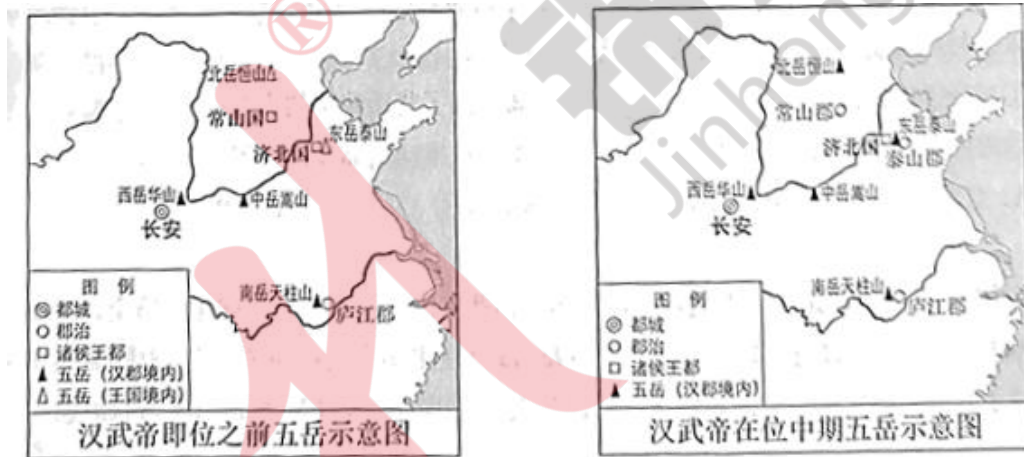 北岳恒山
常山国
东岳泰山
济北国
西岳华山
中岳嵩山
长安
南岳天柱山
庐江郡
图例
都城
郡治
诸侯王都
五岳（汉郡境内）
五岳（王国境内）
汉武帝即位之前五岳示意图
®
北岳恒山
常山郡
东岳泰山
济北国
泰山郡
西岳华山
中岳嵩山
长安
南岳天柱山
庐江郡
图例
都城
郡治
诸侯王都
五岳（汉郡境内）
汉武帝在位中期五岳示意图